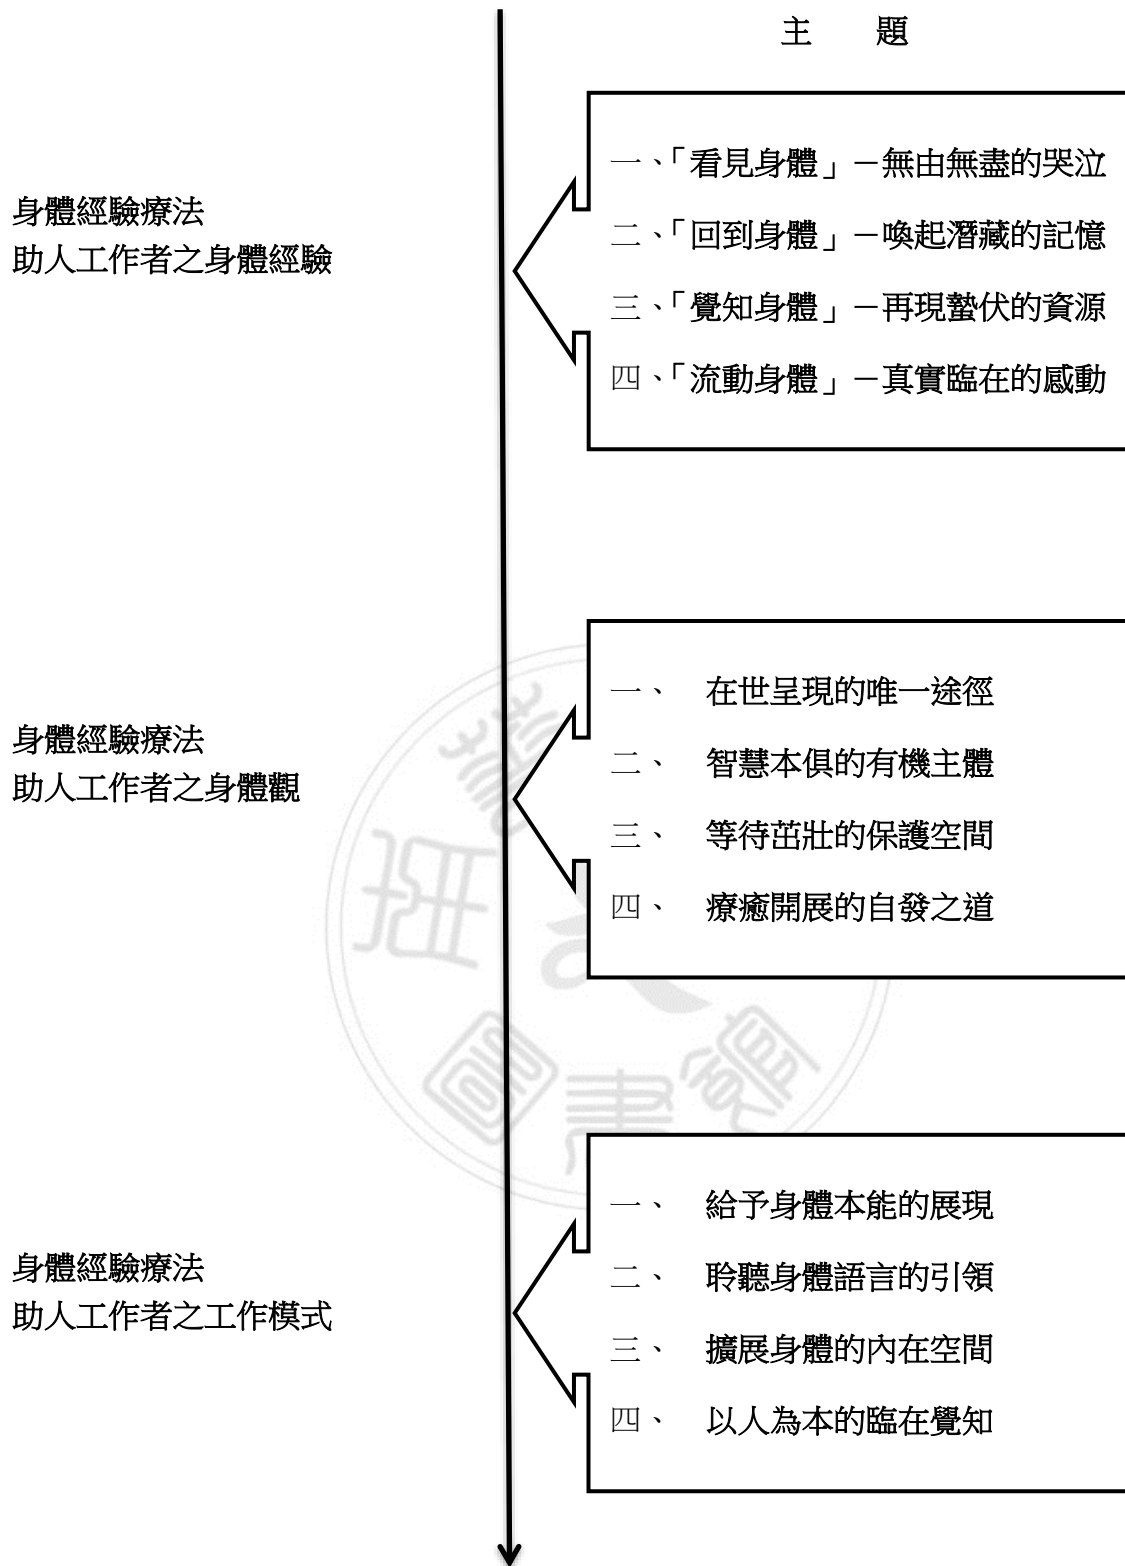 主 題
身體經驗療法
助人工作者之身體經驗
一、「看見身體」－無由無盡的哭泣
二、「回到身體」－喚起潛藏的記憶
三、「覺知身體」－再現蟄伏的資源
四、「流動身體」－真實臨在的感動
身體經驗療法
助人工作者之身體觀
一、 在世呈現的唯一途徑
二、 智慧本俱的有機主體
三、 等待茁壯的保護空間
四、 療癒開展的自發之道
身體經驗療法
助人工作者之工作模式
一、 給予身體本能的展現
二、 聆聽身體語言的引領
三、 擴展身體的內在空間
四、 以人為本的臨在覺知